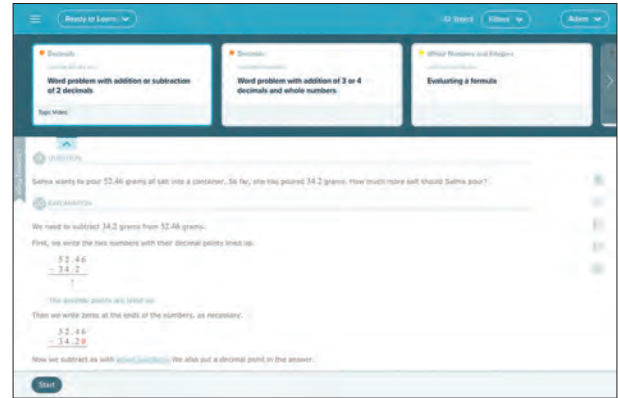 Ready to Learn
Filters
Adam
Decimals
Word problem with addition or subtraction
of 2 decimals
Topic Video
Decimals
Word problem with addition of 3 or 4
decimals and whole numbers
Whole Numbers and Integers
Evaluating a formula
QUESTION
Salma wants to pour 52.46 grams of salt into a container. So far, she has poured 34.2 grams. How much more salt should Salma pour?
EXPLANATION
We need to subtract 34.2 grams from 52.46 grams.
First, we write the two numbers with their decimal points lined up.
52.46
- 34.2
The decimal points are lined up.
Then we write zeros at the ends of the numbers, as necessary.
52.46
- 34.20
Now we subtract as with whole numbers. We also put a decimal point in the answer.
Start